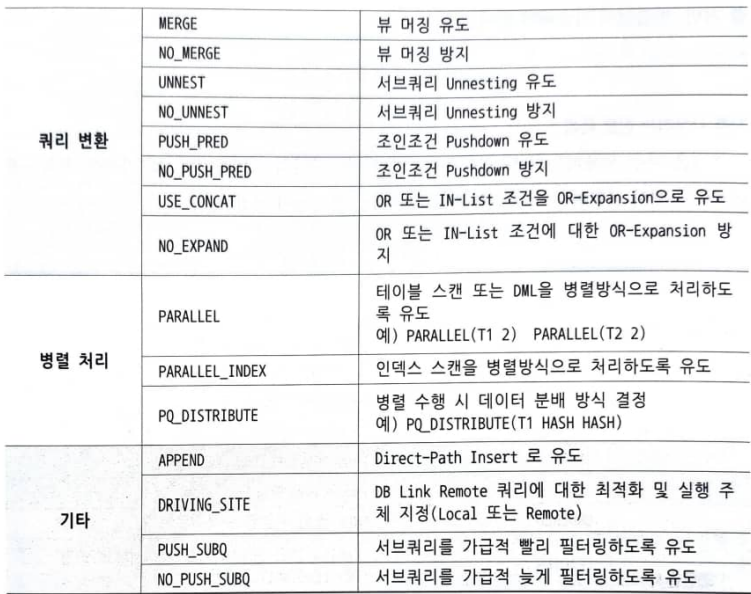 쿼리 변환
MERGE
뷰 머징 유도
NO_MERGE
뷰 머징 방지
UNNEST
서브쿼리 Unnesting 유도
NO_UNNEST
서브쿼리 Unnesting 방지
PUSH_PRED
조인조건 Pushdown 유도
NO_PUSH_PRED
조인조건 Pushdown 방지
USE_CONCAT
OR 또는 IN-List 조건을 OR-Expansion으로 유도
NO_EXPAND
OR 또는 IN-List 조건에 대한 OR-Expansion 방
지
병렬 처리
PARALLEL
테이블 스캔 또는 DML을 병렬방식으로 처리하도
록 유도
예) PARALLEL(T1 2) PARALLEL(T2 2)
PARALLEL_INDEX
인덱스 스캔을 병렬방식으로 처리하도록 유도
PQ_DISTRIBUTE
병렬 수행 시 데이터 분배 방식 결정
예) PQ_DISTRIBUTE(T1 HASH HASH)
기타
APPEND
Direct-Path Insert 로 유도
DRIVING_SITE
DB Link Remote 쿼리에 대한 최적화 및 실행 주
체 지정(Local 또는 Remote)
PUSH_SUBQ
서브쿼리를 가급적 빨리 필터링하도록 유도
NO_PUSH_SUBQ
서브쿼리를 가급적 늦게 필터링하도록 유도